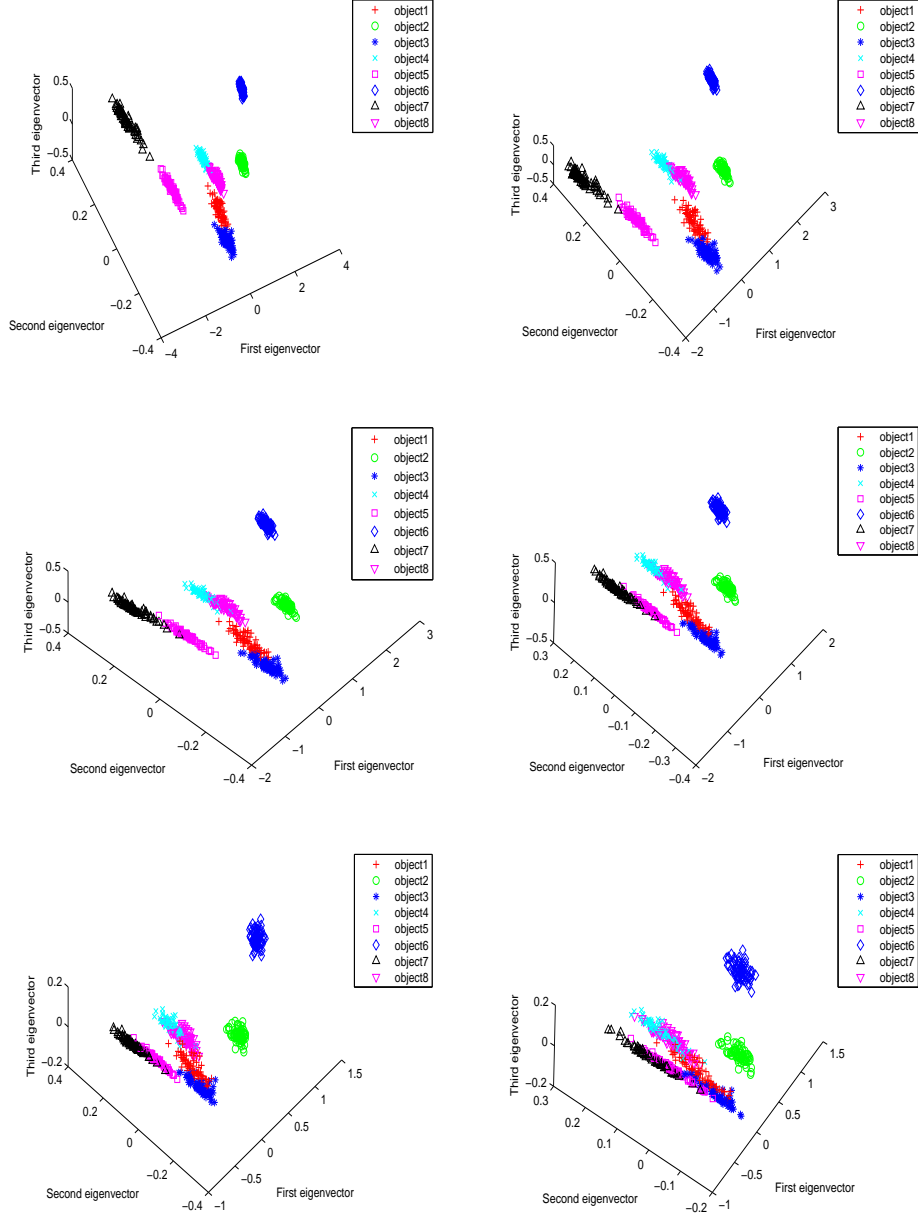 object1
object2
object3
object4
object5
object6
object7
object8
Third eigenvector
0.5
0
−0.5
0.4
0.2
0
−0.2
−0.4
Second eigenvector
−4
−2
0
2
4
First eigenvector
object1
object2
object3
object4
object5
object6
object7
object8
Third eigenvector
0.5
0
−0.5
0.4
0.2
0
−0.2
−0.4
Second eigenvector
−2
−1
0
1
2
3
First eigenvector
object1
object2
object3
object4
object5
object6
object7
object8
Third eigenvector
0.5
0
−0.5
0.4
0.2
0
−0.2
−0.4
Second eigenvector
−2
−1
0
1
2
3
First eigenvector
object1
object2
object3
object4
object5
object6
object7
object8
Third eigenvector
0.5
0
−0.5
0.3
0.2
0.1
0
−0.1
−0.2
−0.3
−0.4
Second eigenvector
−2
−1
0
1
2
First eigenvector
object1
object2
object3
object4
object5
object6
object7
object8
Third eigenvector
0.2
0
−0.2
0.4
0.2
0
−0.2
−0.4
Second eigenvector
−1
−0.5
0
0.5
1
1.5
First eigenvector
object1
object2
object3
object4
object5
object6
object7
object8
Third eigenvector
0.2
0
−0.2
0.3
0.2
0.1
0
−0.1
−0.2
Second eigenvector
−1
−0.5
0
0.5
1
1.5
First eigenvector